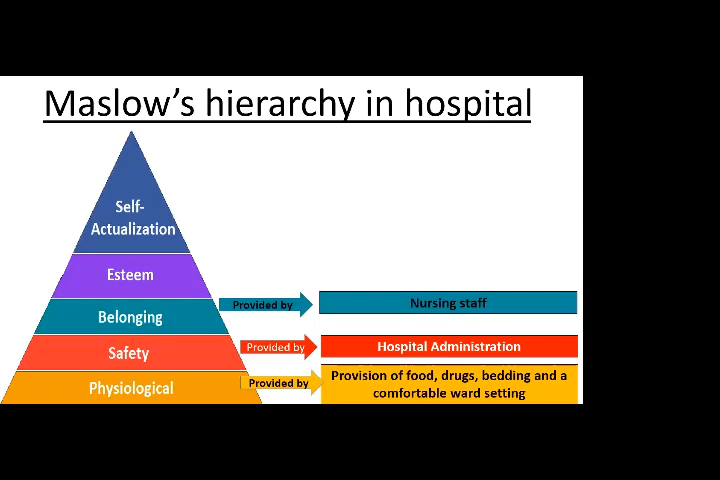 Maslow's hierarchy in hospital
Self-
Actualization
Esteem
Belonging
Provided by
Nursing staff
Safety
Provided by
Hospital Administration
Physiological
Provided by
Provision of food, drugs, bedding and a
comfortable ward setting